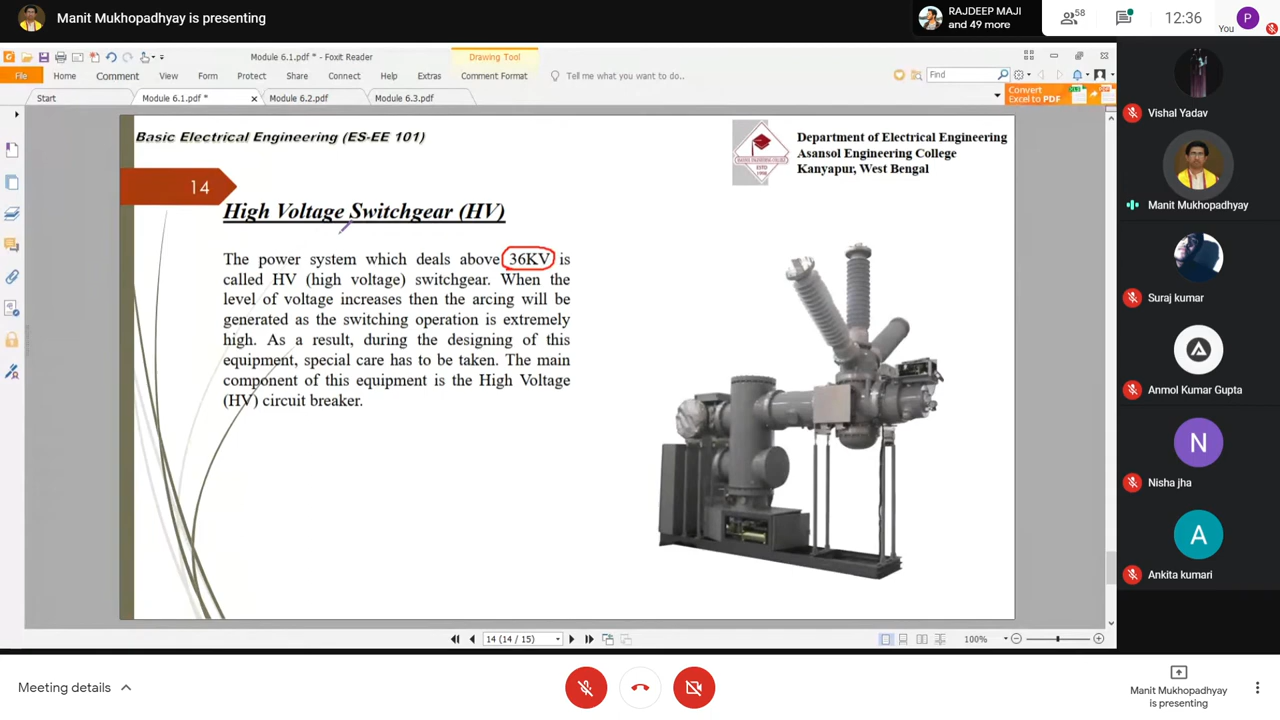 Manit Mukhopadhyay is presenting
RAJDEEP MAJI
and 49 more
58
12:36
You
P
Module 6.1.pdf * - Foxit Reader
Drawing Tool
File
Home
Comment
View
Form
Protect
Share
Connect
Help
Extras
Comment Format
Tell me what you want to do..
Find
Start
Module 6.1.pdf *
Module 6.2.pdf
Module 6.3.pdf
Convert
Excel to PDF
Basic Electrical Engineering (ES-EE 101)
Department of Electrical Engineering
Asansol Engineering College
Kanyapur, West Bengal
14
High Voltage Switchgear (HV)
The power system which deals above 36KV is
called HV (high voltage) switchgear. When the
level of voltage increases then the arcing will be
generated as the switching operation is extremely
high. As a result, during the designing of this
equipment, special care has to be taken. The main
component of this equipment is the High Voltage
(HV) circuit breaker.
14 (14 / 15)
100%
Vishal Yadav
Manit Mukhopadhyay
Suraj kumar
Anmol Kumar Gupta
N
Nisha jha
A
Ankita kumari
Meeting details
Manit Mukhopadhyay
is presenting